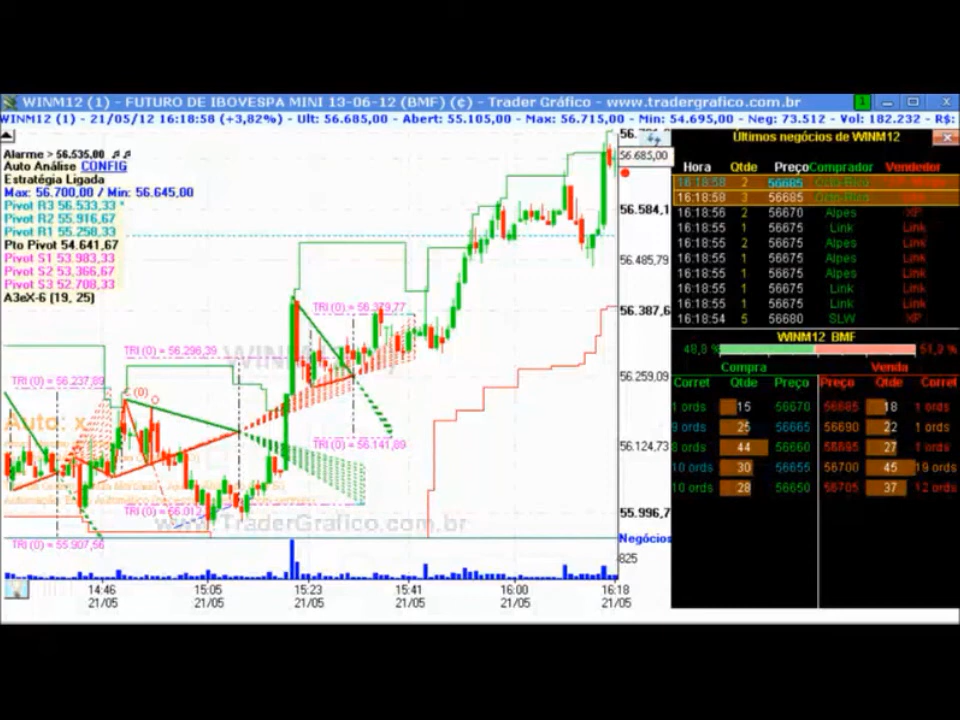 WINM12 (1) - FUTURO DE IBOVESPA MINI 13-06-12 (BMF) (¢) - Trader Gráfico - www.tradergrafico.com.br
WINM12 (1) - 21/05/12 16:18:58 (+3,82%) - Ult: 56.685,00 - Abert: 55.105,00 - Max: 56.715,00 - Min: 54.695,00 - Neg: 73.512 - Vol: 182.232 - R$:
Alarme > 56.535,00
Auto Análise CONFIG
Estratégia Ligada
Max: 56.700,00 / Min: 56.645,00
Pivot R3 56.533,33 *
Pivot R2 55.916,67
Pivot R1 55.258,33
Pto Pivot 54.641,67
Pivot S1 53.983,33
Pivot S2 53.366,67
Pivot S3 52.708,33
A3eX-6 (19, 25)
56.685,00
56.584,1
56.485,79
56.387,6
56.259,09
56.124,73
55.996,7
TRI (0) = 56.379,77
TRI (0) = 56.296,39
TRI (0) = 56.237,89
(0)
Auto: x
TRI (0) = 56.141,89
TRI (0) = 56.012
www.TraderGrafico.com.br
TRI (0) = 55.907,56
Negócios
825
14:46 15:05 15:23 15:41 16:00 16:18
21/05 21/05 21/05 21/05 21/05 21/05
Últimos negócios de WINM12
Hora Qtde Preço Comprador Vendedor
16:18:58 2 56685
16:18:58 3 56685
16:18:56 2 56670 Alpes XP
16:18:55 1 56675 Link Link
16:18:55 2 56675 Alpes Link
16:18:55 1 56675 Alpes Link
16:18:55 1 56675 Alpes Link
16:18:55 1 56675 Link Link
16:18:55 1 56675 Link Link
16:18:54 5 56680 SLW XP
WINM12 BMF
48,9 % 51,3 %
Compra Venda
Corret Qtde Preço Preço Qtde Corret
1 ords 15 56670 56685 18 1 ords
9 ords 25 56665 56690 22 1 ords
8 ords 44 56660 56695 27 1 ords
10 ords 30 56655 56700 45 19 ords
10 ords 28 56650 56705 37 12 ords